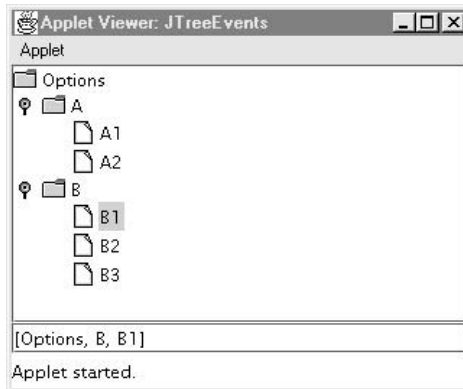 Applet Viewer: JTreeEvents
Applet
Options
A
A1
A2
B
B1
B2
B3
[Options, B, B1]
Applet started.